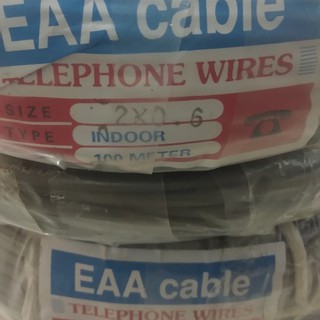 EAA cable
TELEPHONE WIRES
SIZE 2X0.6
TYPE INDOOR
100 METER
EAA cable
TELEPHONE WIRES